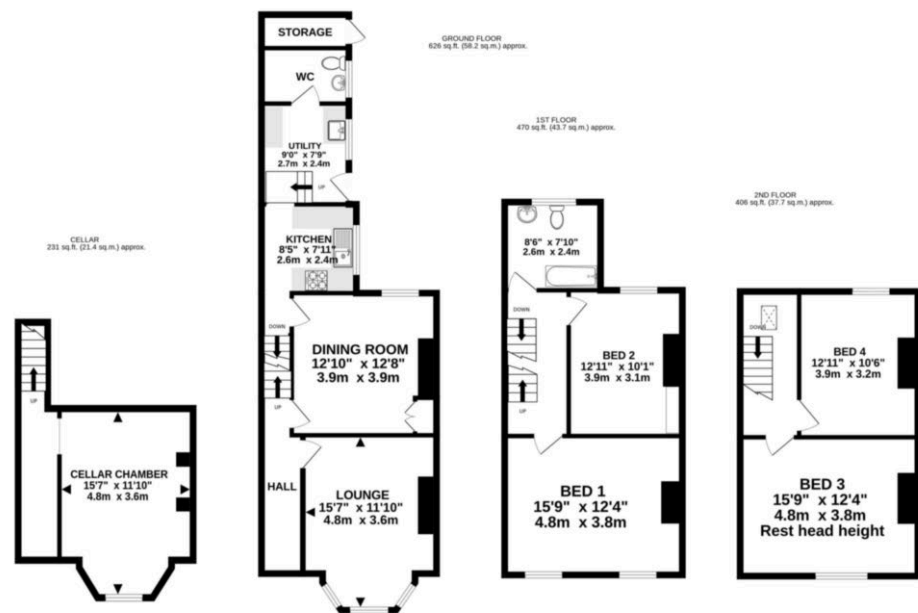 CELLAR
231 sq.ft. (21.4 sq.m.) approx.
UP
CELLAR CHAMBER
15'7" x 11'10"
4.8m x 3.6m
GROUND FLOOR
626 sq.ft. (58.2 sq.m.) approx.
STORAGE
WC
UTILITY
9'0" x 7'9"
2.7m x 2.4m
UP
KITCHEN
8'5" x 7'11"
2.6m x 2.4m
DOWN
DINING ROOM
12'10" x 12'8"
3.9m x 3.9m
UP
HALL
LOUNGE
15'7" x 11'10"
4.8m x 3.6m
1ST FLOOR
470 sq.ft. (43.7 sq.m.) approx.
8'6" x 7'10"
2.6m x 2.4m
DOWN
UP
BED 2
12'11" x 10'1"
3.9m x 3.1m
BED 1
15'9" x 12'4"
4.8m x 3.8m
2ND FLOOR
406 sq.ft. (37.7 sq.m.) approx.
DOWN
BED 4
12'11" x 10'6"
3.9m x 3.2m
BED 3
15'9" x 12'4"
4.8m x 3.8m
Rest head height